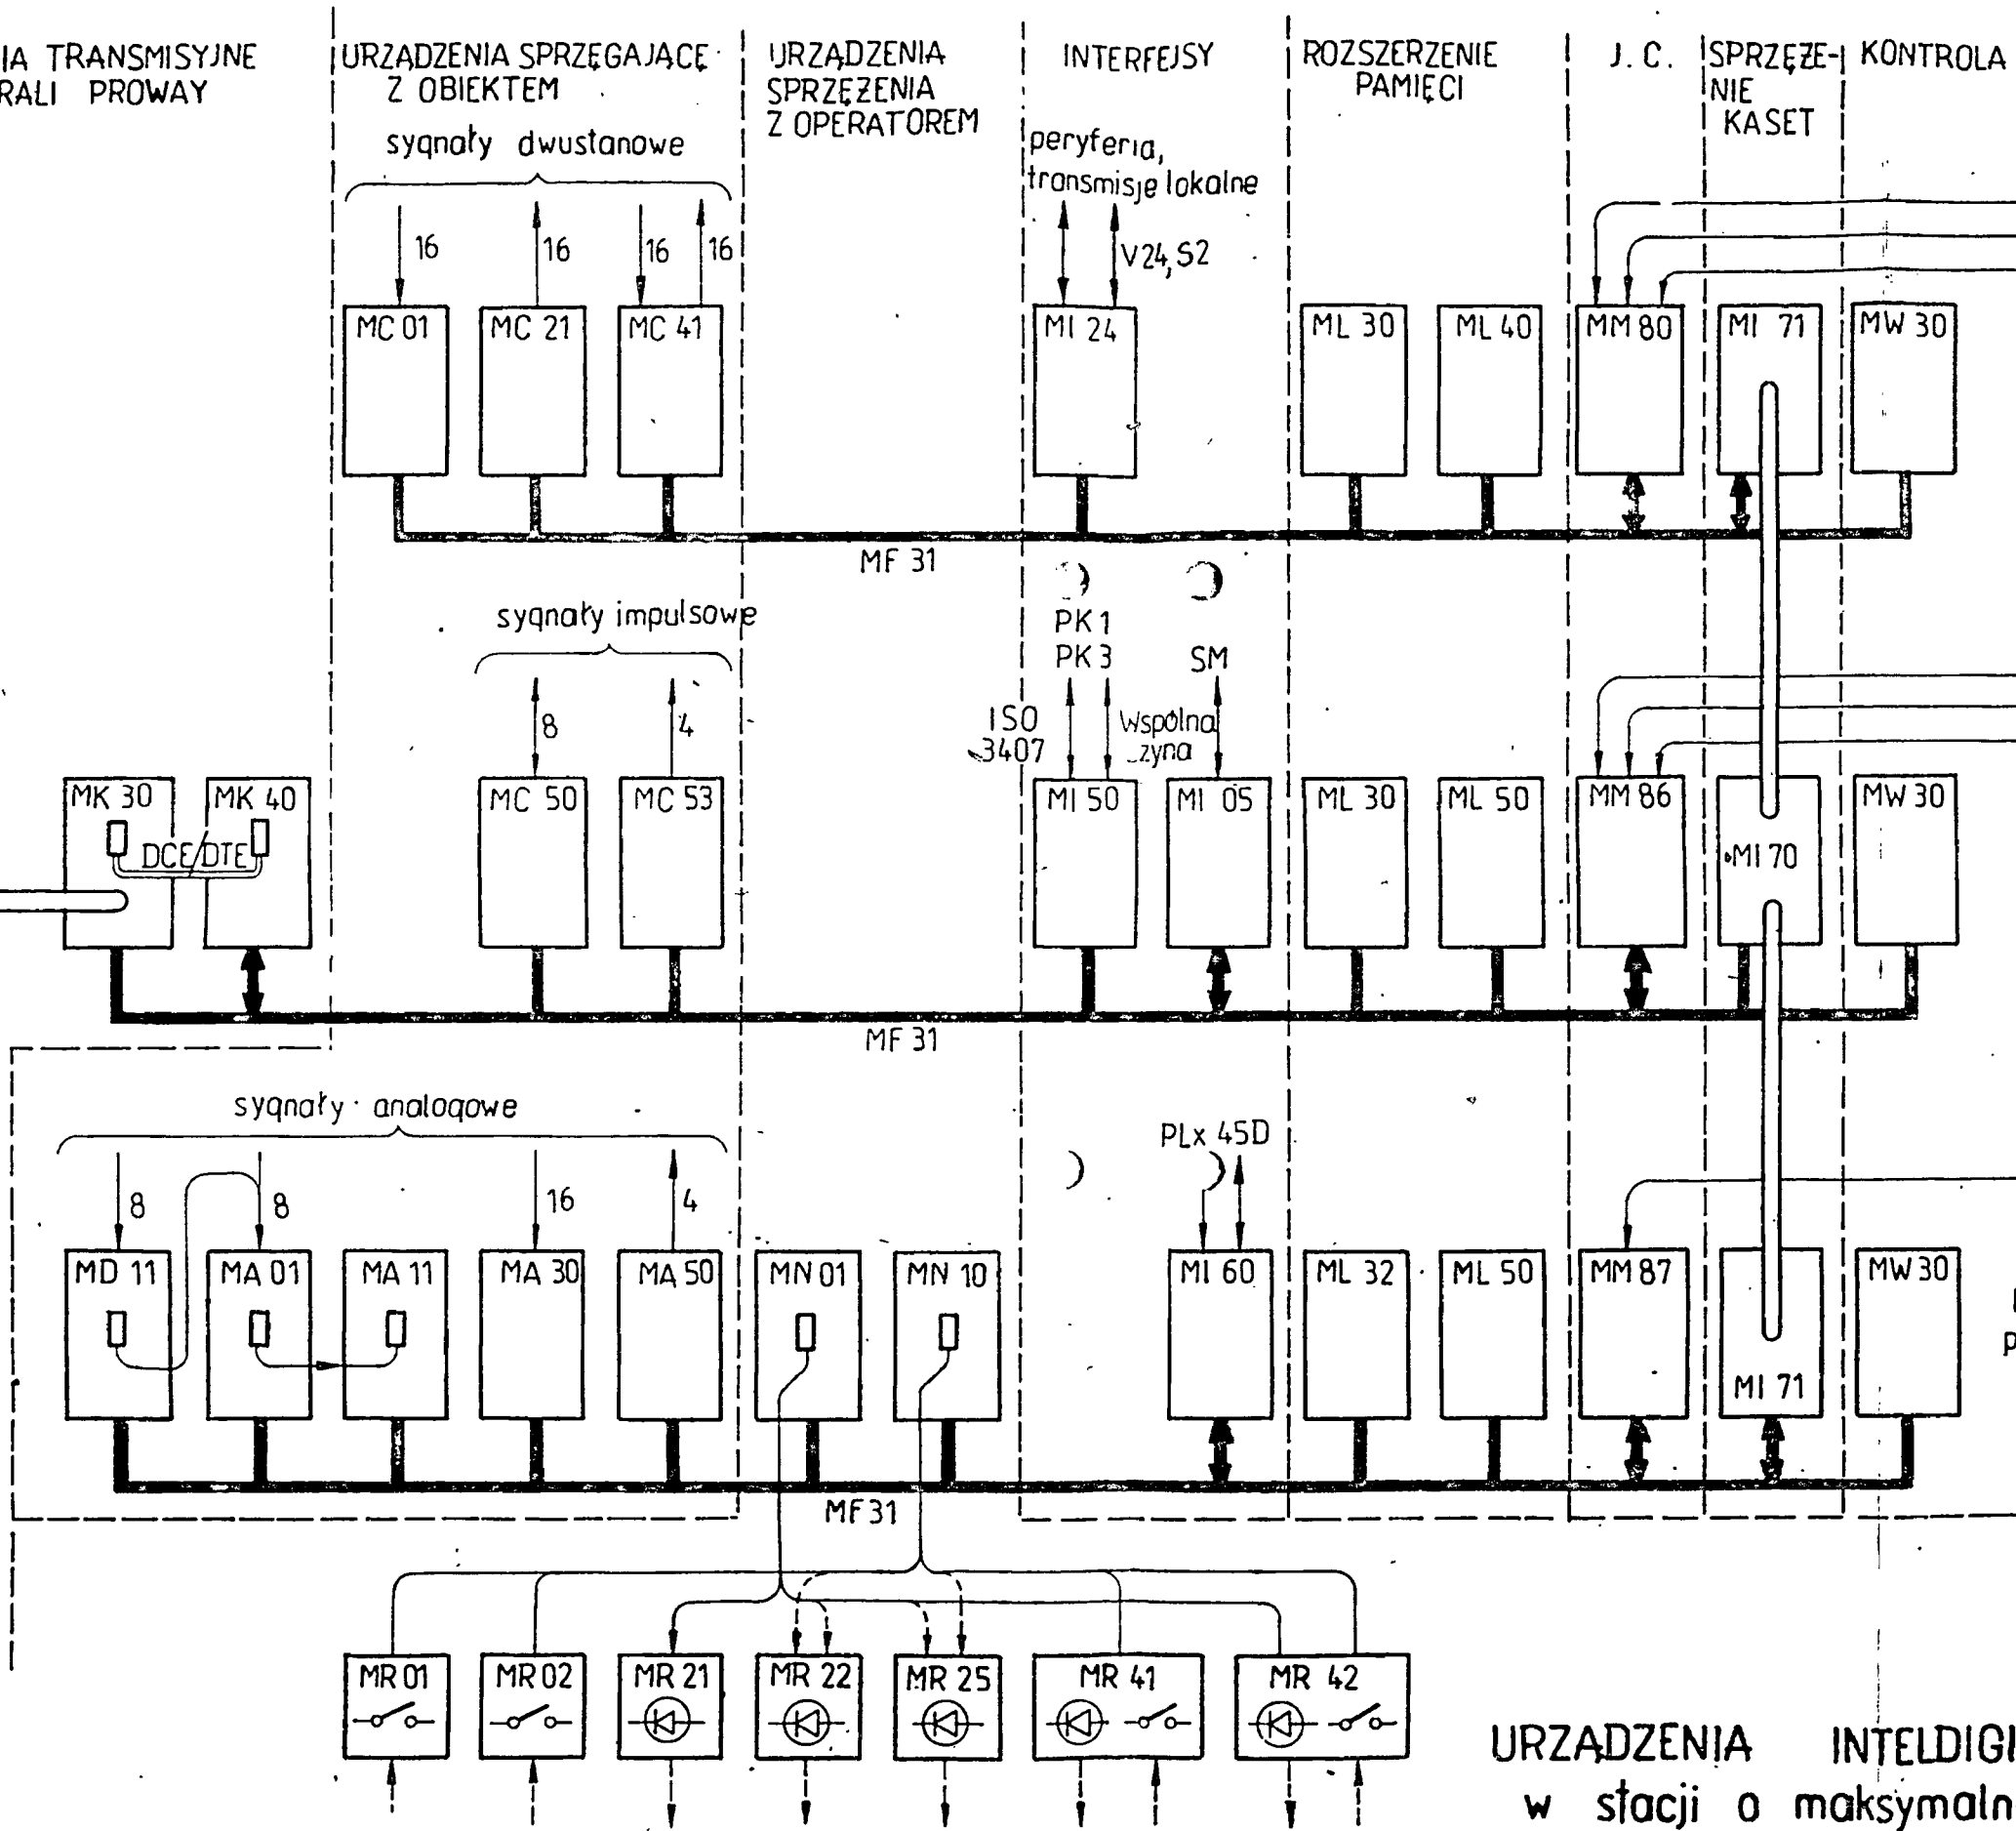 IA TRANSMISYJNE
RALI PROWAY
URZĄDZENIA SPRZĘGAJĄCE
Z OBIEKTEM
URZĄDZENIA
SPRZĘŻENIA
Z OPERATOREM
INTERFEJSY
ROZSZERZENIE
PAMIĘCI
J. C.
SPRZĘŻE-
NIE
KASET
KONTROLA
sygnały dwustanowe
peryferia,
transmisje lokalne
16
16
16
16
V24, S2
MC 01
MC 21
MC 41
MI 24
ML 30
ML 40
MM 80
MI 71
MW 30
MF 31
sygnały impulsowe
PK 1
PK 3
SM
8
4
ISO
3407
Wspólna
zyna
MK 30
MK 40
DCE/DTE
MC 50
MC 53
MI 50
MI 05
ML 30
ML 50
MM 86
MI 70
MW 30
MF 31
sygnały analogowe
PLx 45D
8
8
16
4
MD 11
MA 01
MA 11
MA 30
MA 50
MN 01
MN 10
MI 60
ML 32
ML 50
MM 87
MI 71
MW 30
MF 31
MR 01
MR 02
MR 21
MR 22
MR 25
MR 41
MR 42
URZĄDZENIA INTELDIGI
w stacji o maksymaln